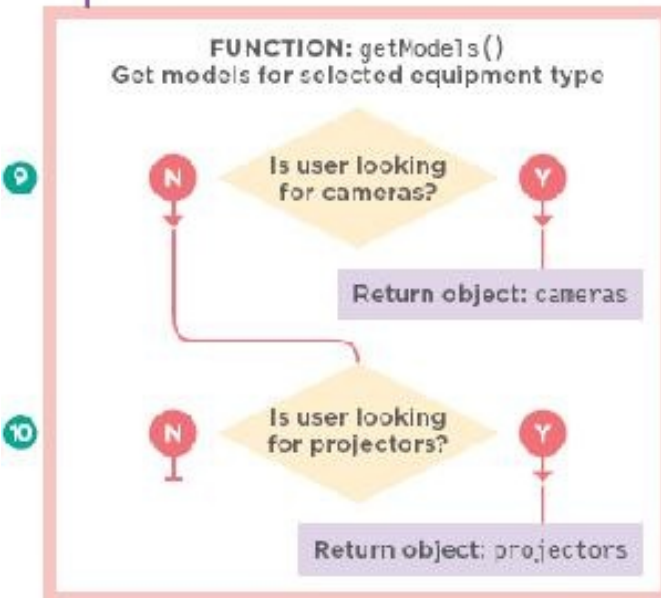 FUNCTION: getModels()
Get models for selected equipment type
9
N
Is user looking
for cameras?
Y
Return object: cameras
10
N
Is user looking
for projectors?
Y
Return object: projectors